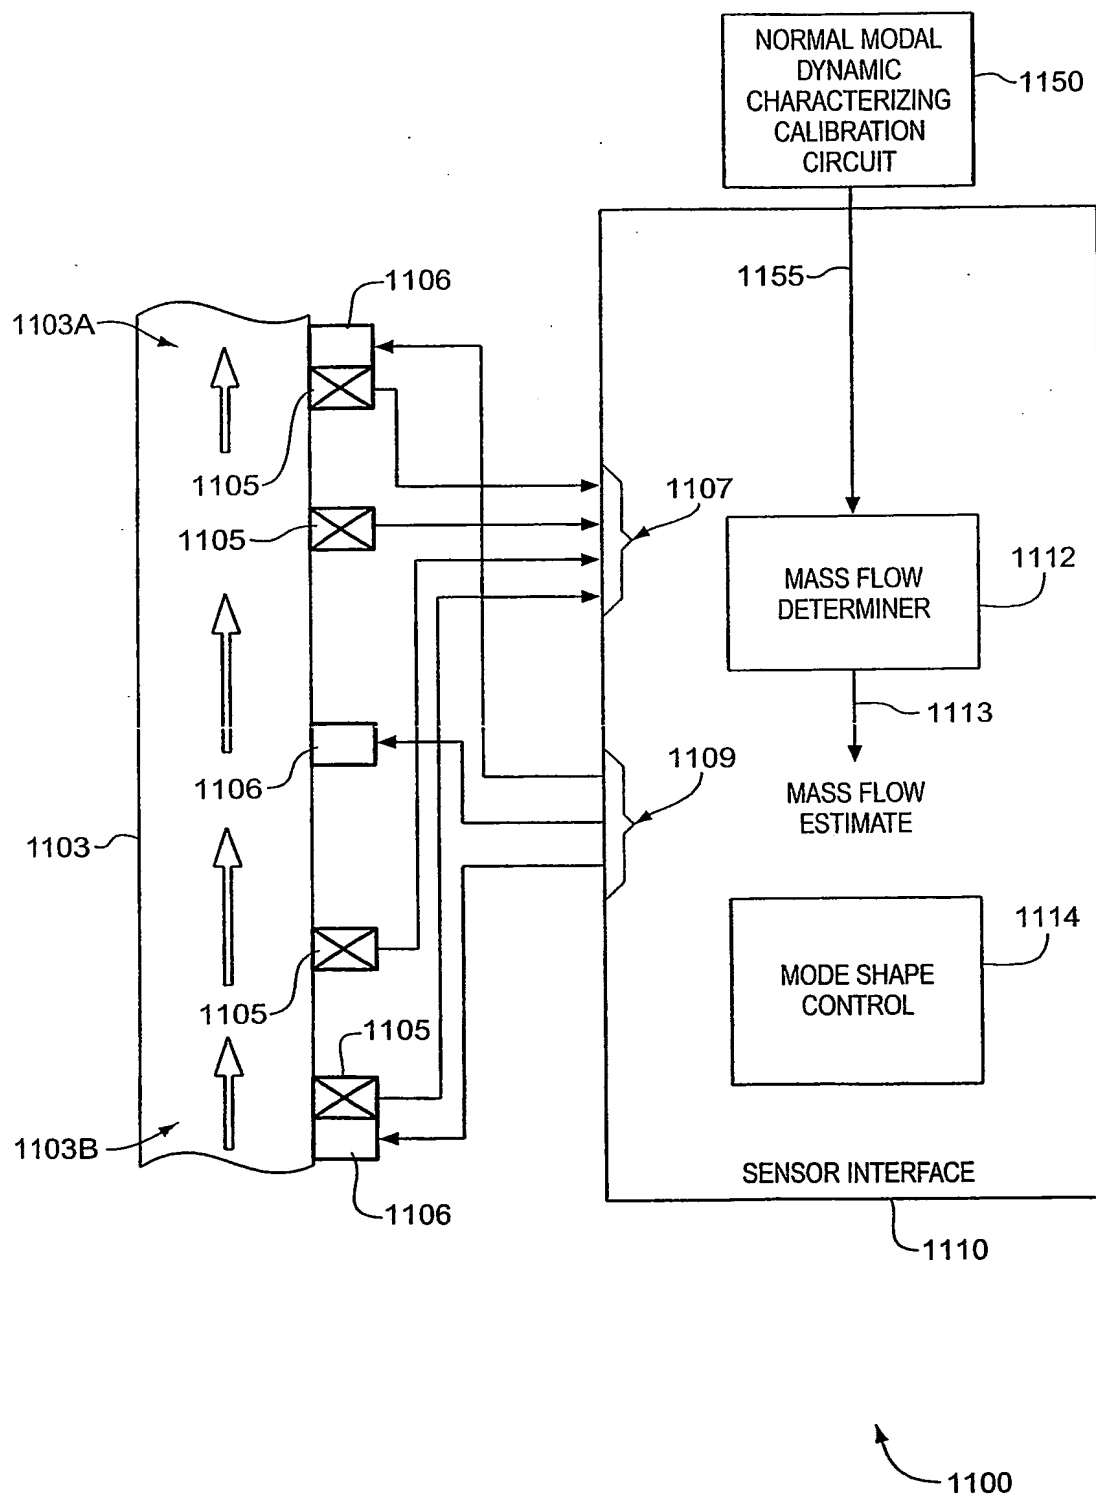 NORMAL MODAL
DYNAMIC
CHARACTERIZING
CALIBRATION
CIRCUIT
1150
1155
1106
1103A
1105
1107
1105
1112
MASS FLOW
DETERMINER
1113
1109
1106
MASS FLOW
ESTIMATE
1103
1114
MODE SHAPE
CONTROL
1105
1105
1103B
SENSOR INTERFACE
1106
1110
1100